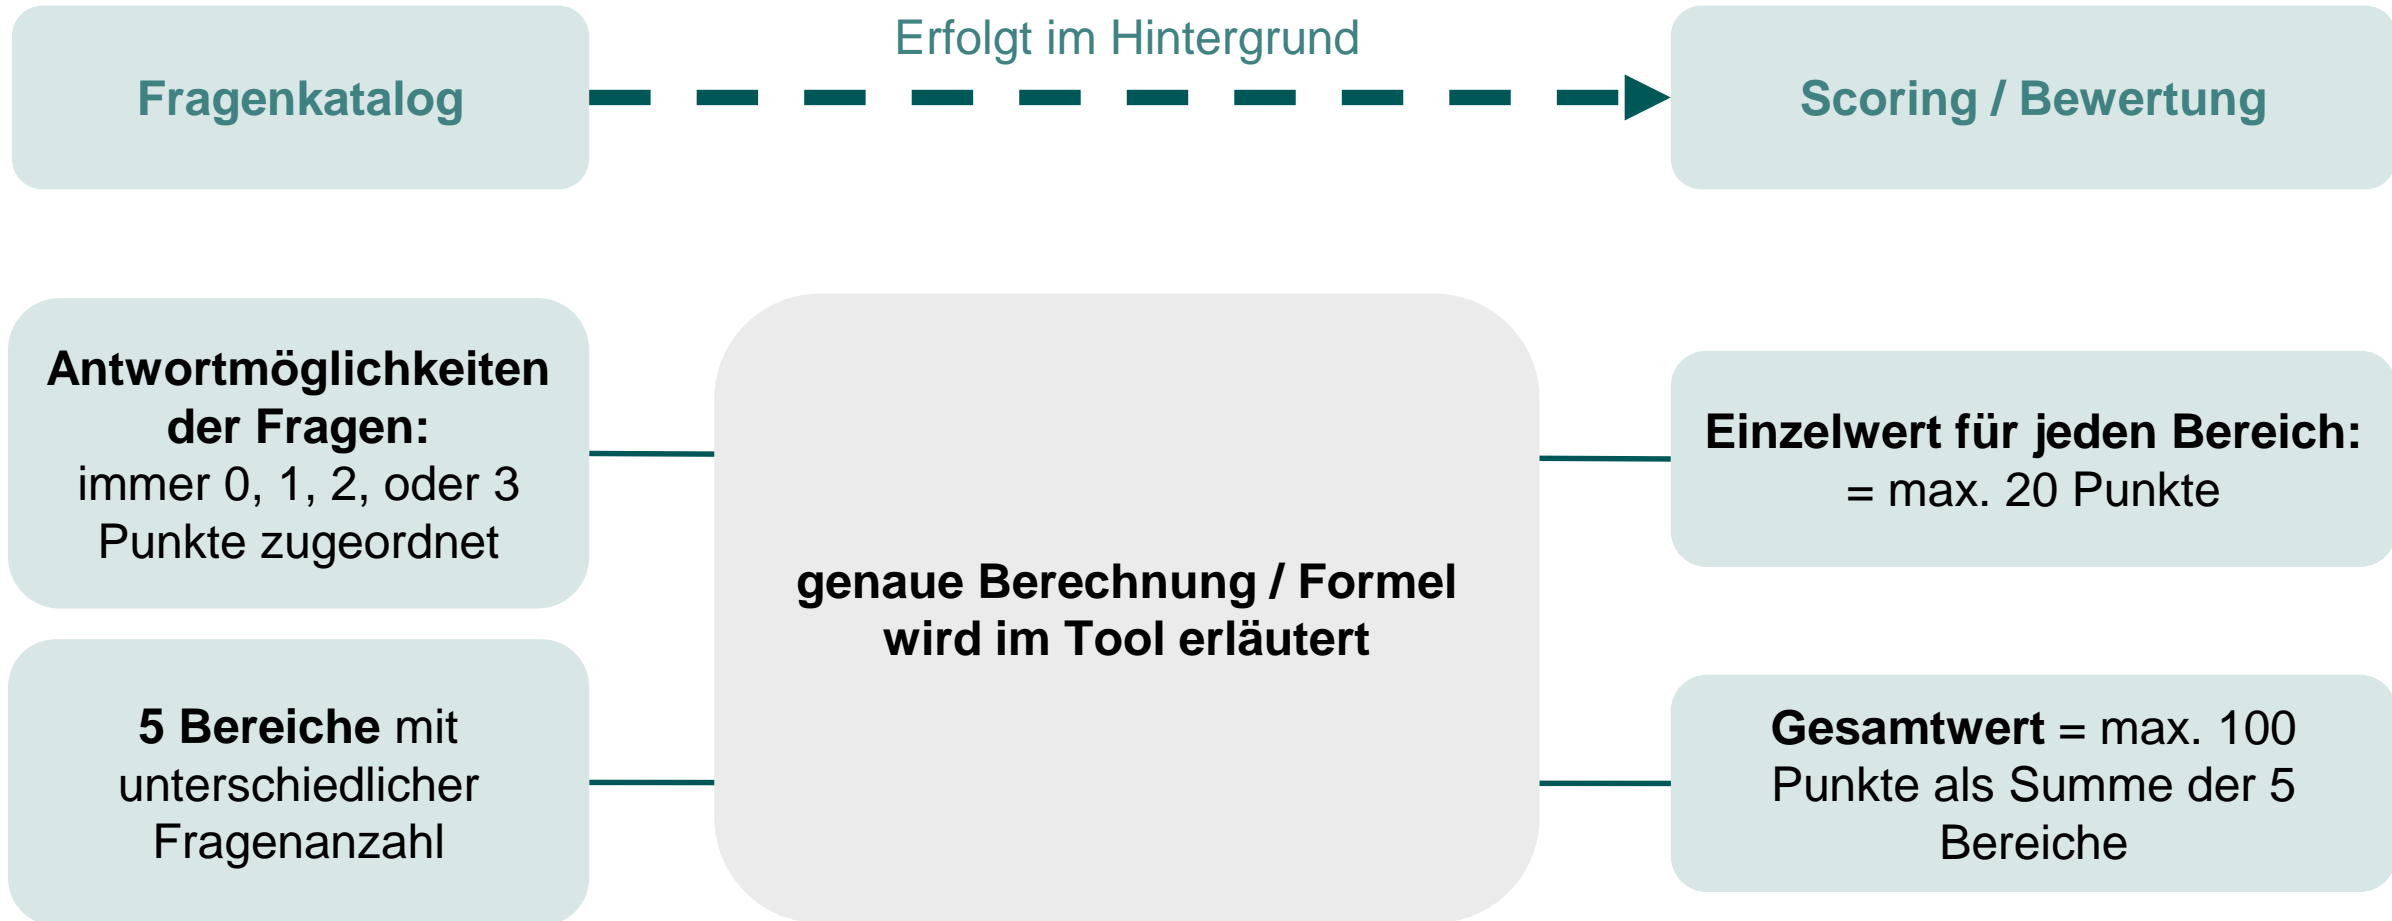 Fragenkatalog
Erfolgt im Hintergrund
Scoring / Bewertung
Antwortmöglichkeiten
der Fragen:
immer 0, 1, 2, oder 3
Punkte zugeordnet
5 Bereiche mit
unterschiedlicher
Fragenanzahl
genaue Berechnung / Formel
wird im Tool erläutert
Einzelwert für jeden Bereich:
= max. 20 Punkte
Gesamtwert = max. 100
Punkte als Summe der 5
Bereiche